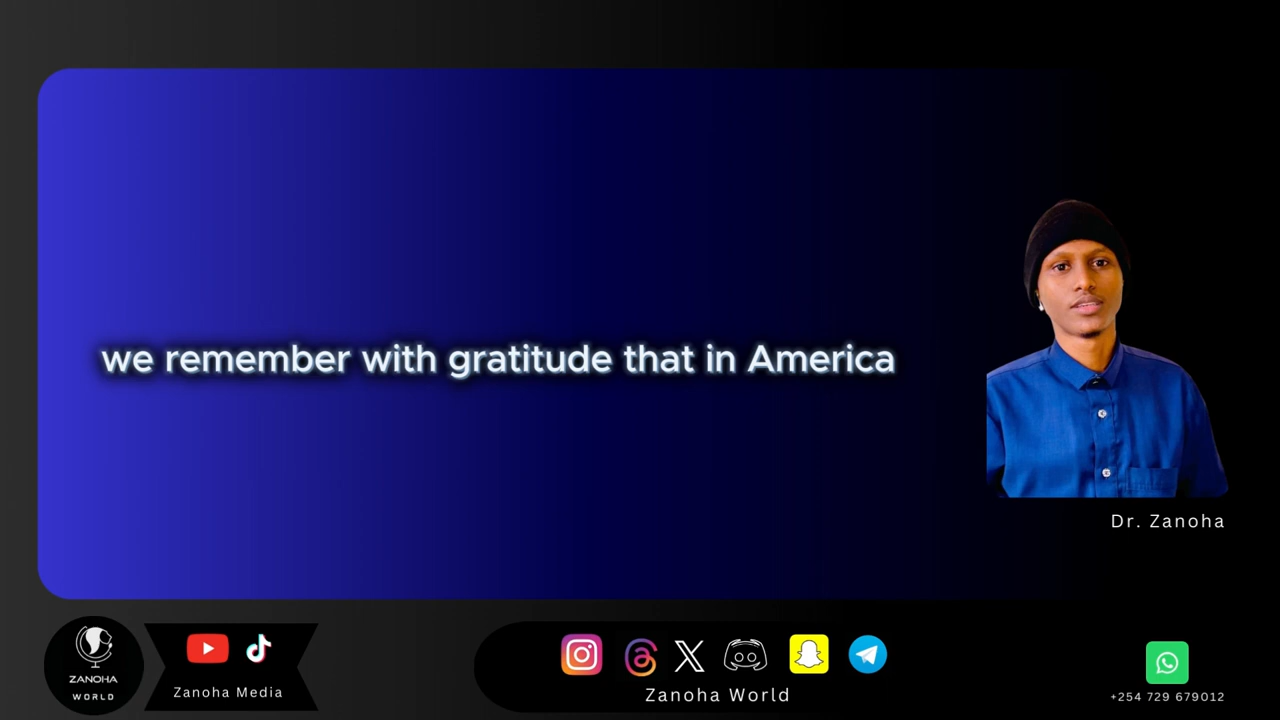 we remember with gratitude that in America
Dr. Zanoha
ZANOHA
WORLD
Zanoha Media
Zanoha World
+254 729 679012